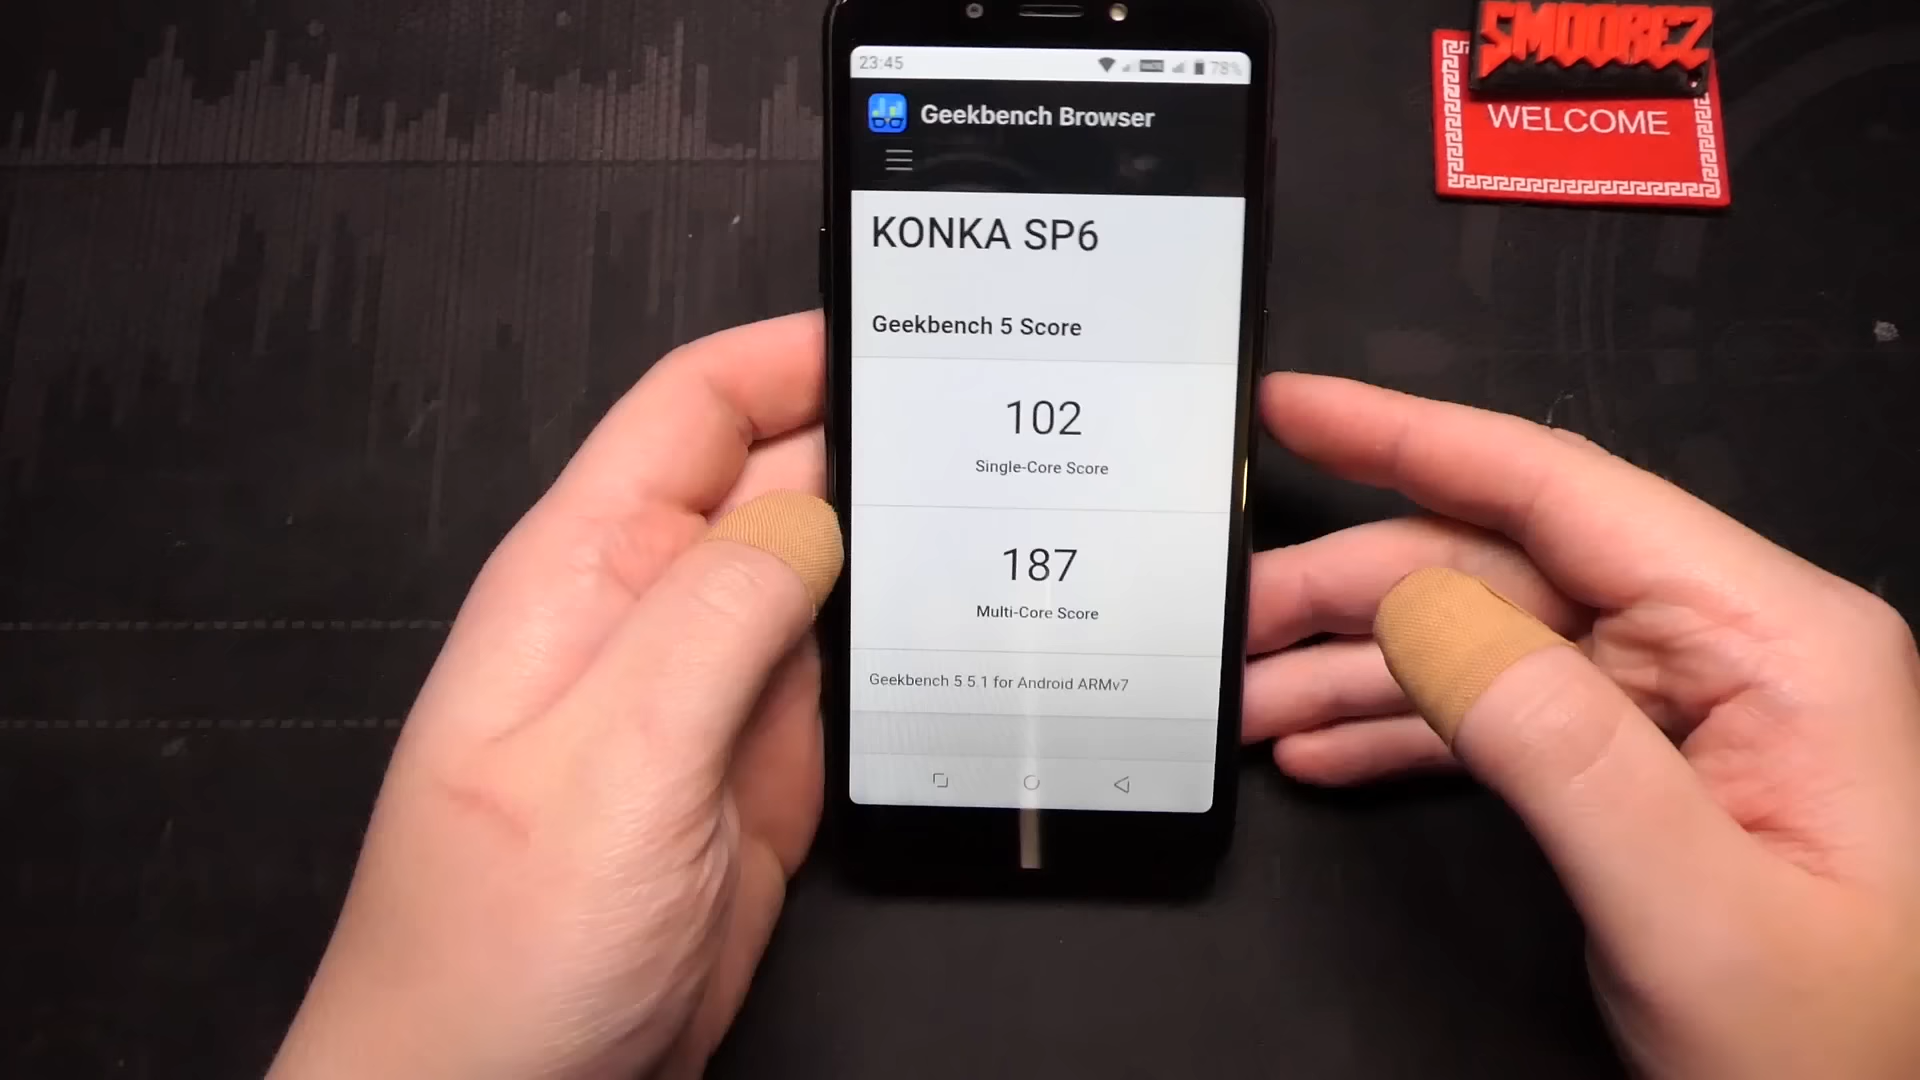 SMOOREZ
WELCOME
23:45
78%
Geekbench Browser
KONKA SP6
Geekbench 5 Score
102
Single-Core Score
187
Multi-Core Score
Geekbench 5 5.1 for Android ARMv7